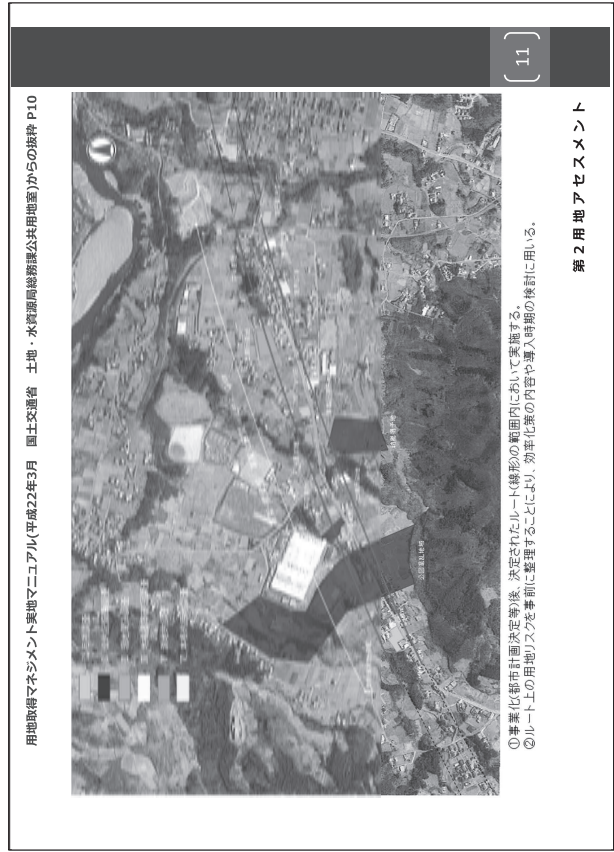 用地取得マネジメント実地マニュアル(平成22年3月　国土交通省　土地・水資源局総務課公共用地室)からの抜粋 P10
公図混乱地域
①事業化(都市計画決定等)後、決定されたルート(線形)の範囲内において実施する。
②ルート上の用地リスクを事前に整理することにより、効率化策の内容や導入時期の検討に用いる。
第２用地アセスメント
11